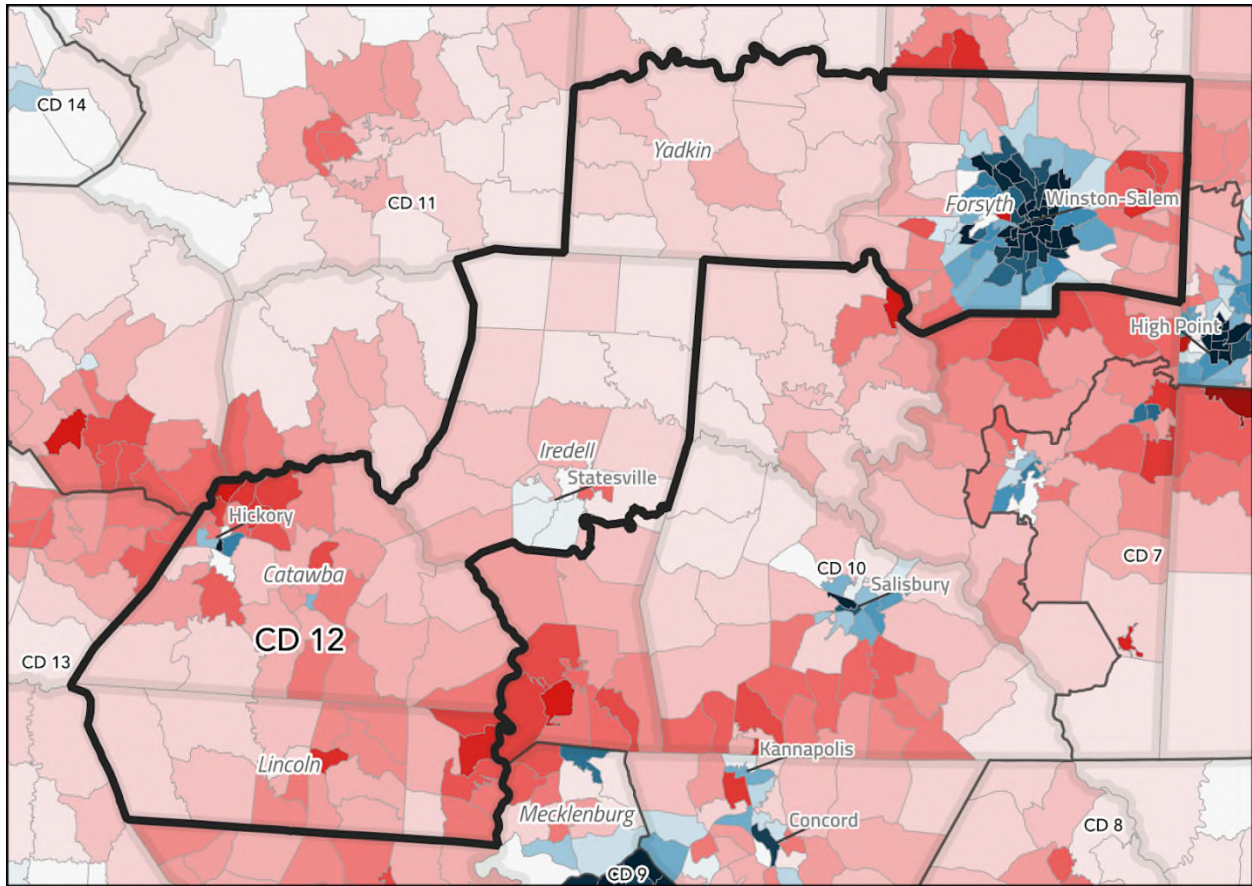 CD 14
Yadkin
CD 11
Forsyth
Winston-Salem
High Point
Iredell
Statesville
Hickory
Catawba
CD 10
Salisbury
CD 7
CD 12
CD 13
Lincoln
Kannapolis
Mecklenburg
Concord
CD 8
CD 9